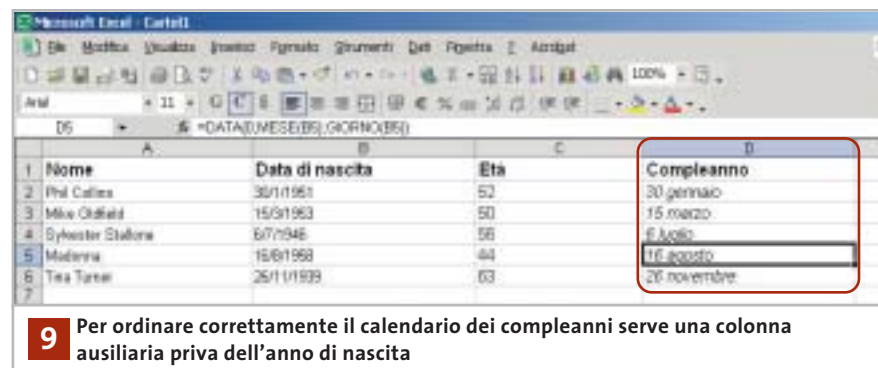 Microsoft Excel - Cartel1
File Modifica Visualizza Inserisci Formato Strumenti Dati Finestra ? Acrobat
100%
Arial 11 G C S
D5 =DATA(0;MESE(B5);GIORNO(B5))
A B C D
1 Nome Data di nascita Età Compleanno
2 Phil Collins 30/1/1951 52 30 gennaio
3 Mike Oldfield 15/3/1953 50 15 marzo
4 Sylvester Stallone 6/7/1946 56 6 luglio
5 Madonna 16/8/1958 44 16 agosto
6 Tina Turner 26/11/1939 63 26 novembre
7
9 Per ordinare correttamente il calendario dei compleanni serve una colonna
ausiliaria priva dell'anno di nascita